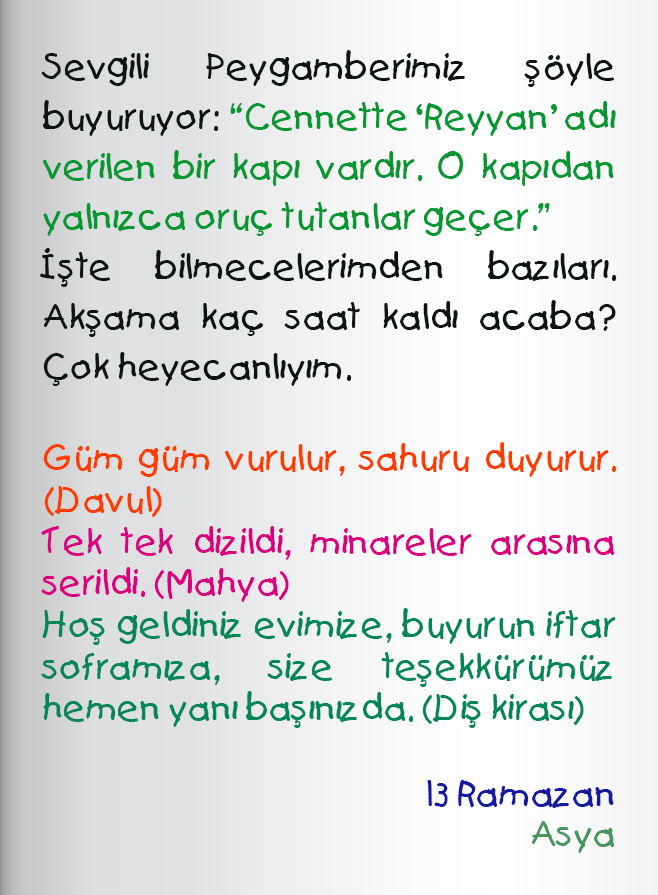 Sevgili Peygamberimiz şöyle
buyuruyor: “Cennette ‘Reyyan’ adı
verilen bir kapı vardır. O kapıdan
yalnızca oruç tutanlar geçer.”
İşte bilmecelerimden bazıları.
Akşama kaç saat kaldı acaba?
Çok heyecanlıyım.
Güm güm vurulur, sahuru duyurur.
(Davul)
Tek tek dizildi, minareler arasına
serildi. (Mahya)
Hoş geldiniz evimize, buyurun iftar
soframıza, size teşekkürümüz
hemen yanı başınızda. (Diş kirası)
13 Ramazan
Asya